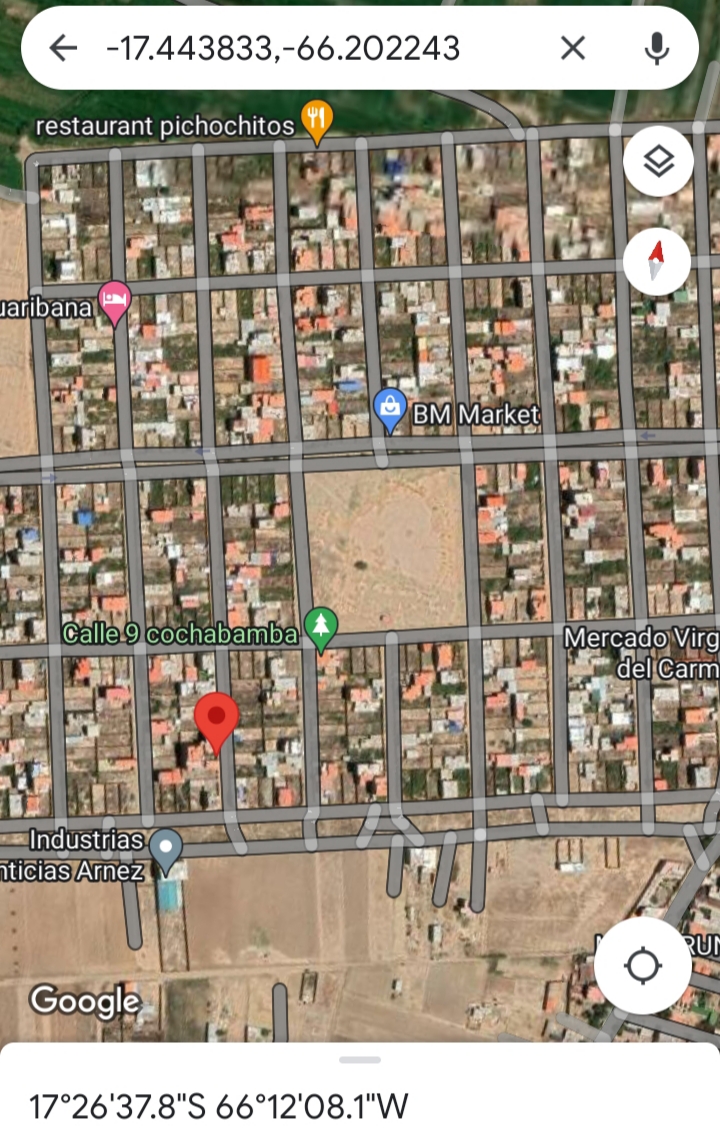 -17.443833,-66.202243
restaurant pichochitos
uaribana
BM Market
Calle 9 cochabamba
Mercado Virg
del Carm
Industrias
nticias Arnez
RUN
Google
17°26'37.8"S 66°12'08.1"W